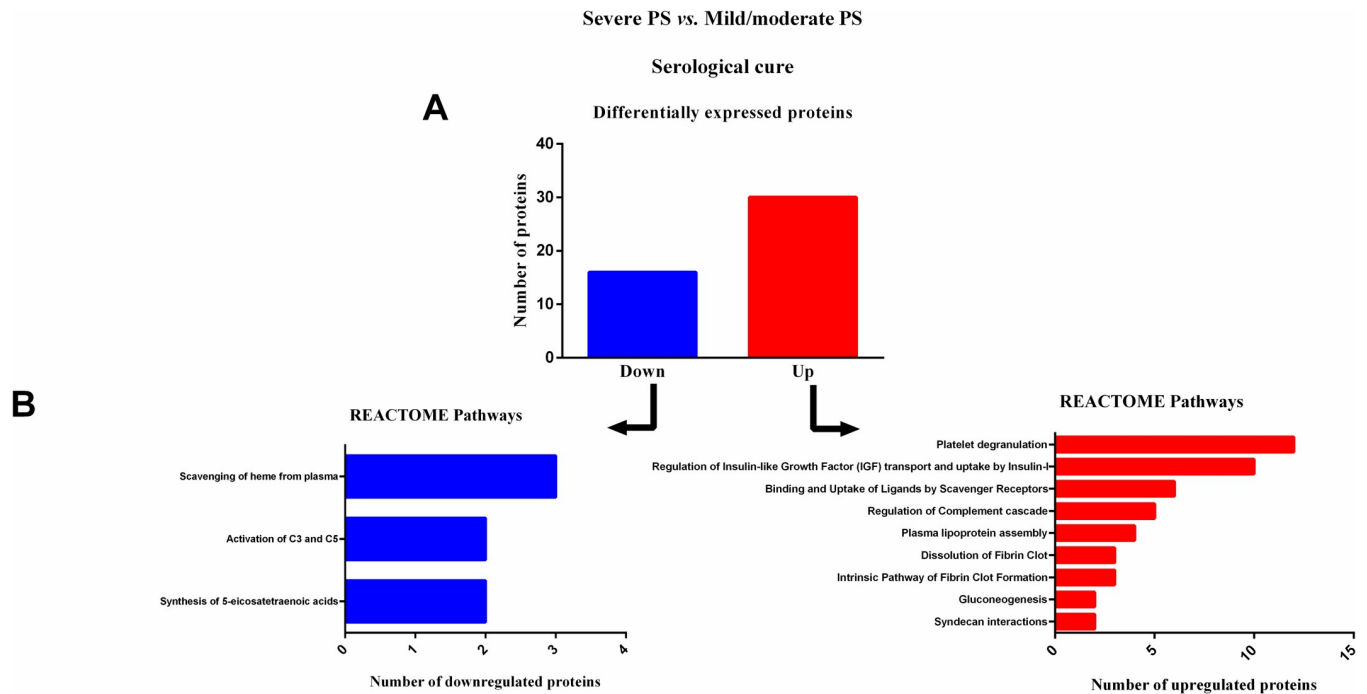 Severe PS vs. Mild/moderate PS
Serological cure
A
Differentially expressed proteins
Number of proteins
40
30
20
10
0
Down
Up
B
REACTOME Pathways
Scavenging of heme from plasma
Activation of C3 and C5
Synthesis of 5-eicosatetraenoic acids
0
1
2
3
4
Number of downregulated proteins
REACTOME Pathways
Platelet degranulation
Regulation of Insulin-like Growth Factor (IGF) transport and uptake by Insulin-l
Binding and Uptake of Ligands by Scavenger Receptors
Regulation of Complement cascade
Plasma lipoprotein assembly
Dissolution of Fibrin Clot
Intrinsic Pathway of Fibrin Clot Formation
Gluconeogenesis
Syndecan interactions
0
5
10
15
Number of upregulated proteins